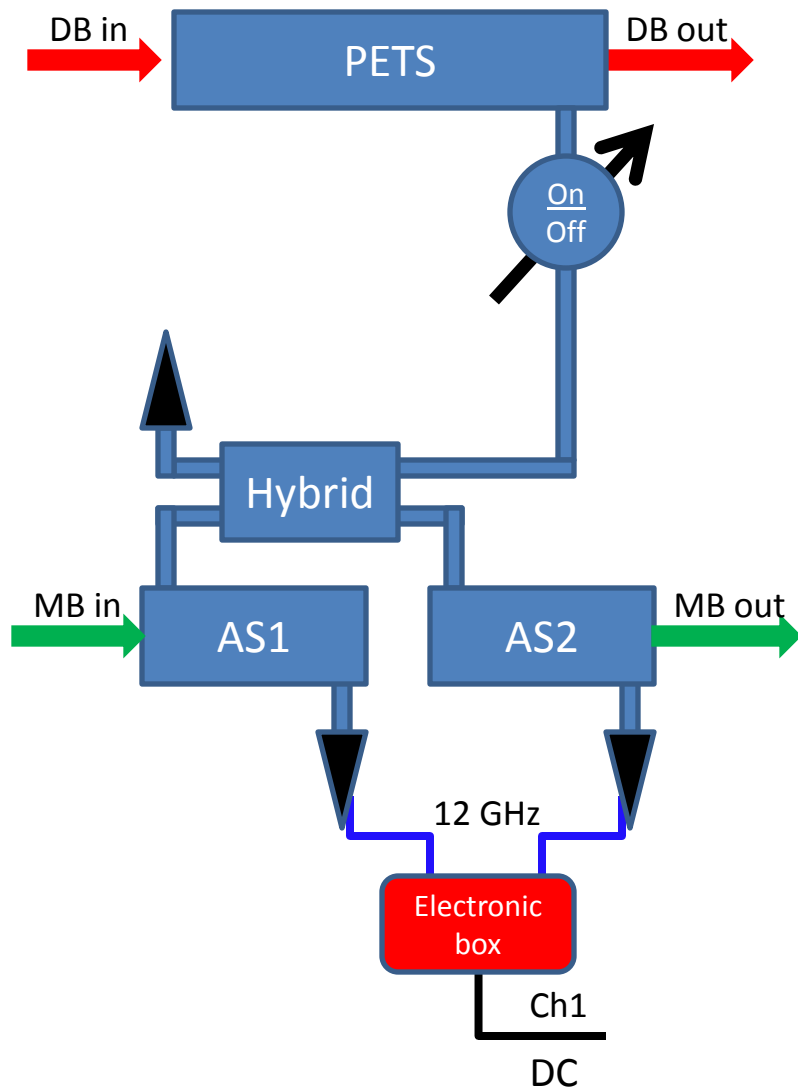 DB in
DB out
PETS
On
Off
Hybrid
MB in
MB out
AS1
AS2
12 GHz
Electronic
box
Ch1
DC